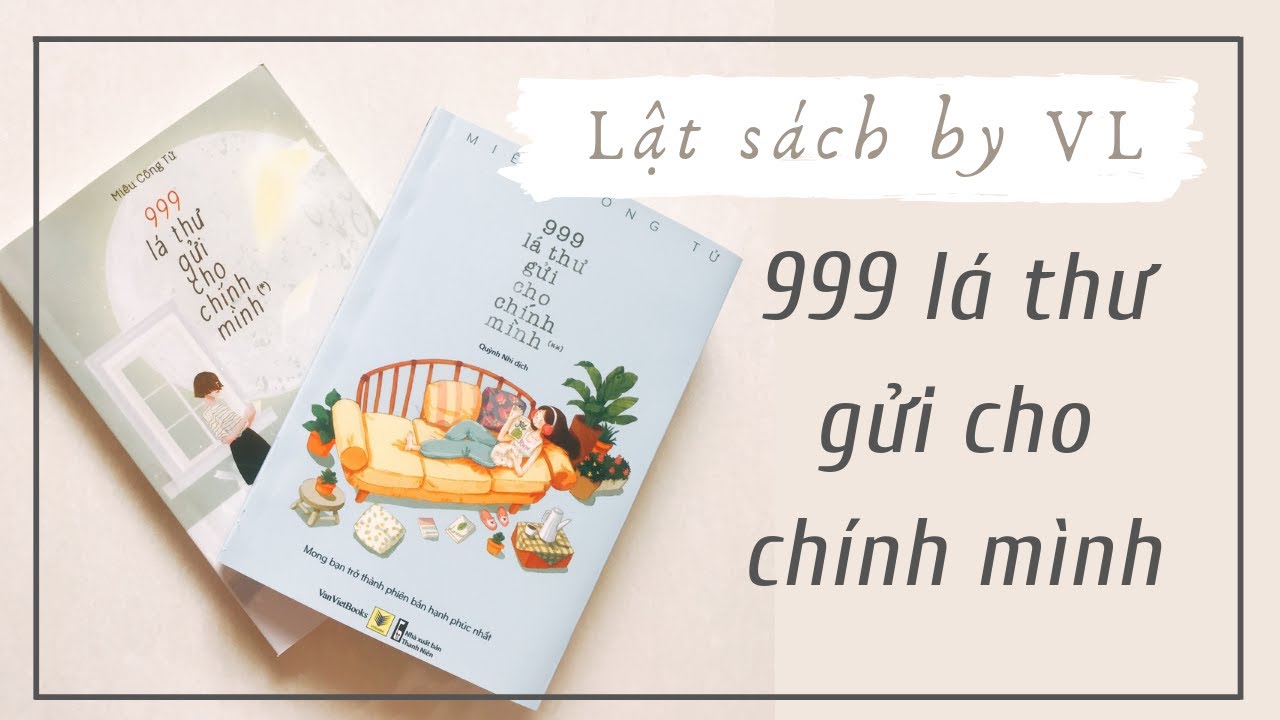 Lật sách by VL
999 lá thư
gửi cho
chính mình
Miêu Công Tử
999
lá thư
gửi
cho
chính
mình(*)
999
lá thư
gửi
cho
chính
mình (**)
Quỳnh Nhi dịch
Mong bạn trở thành phiên bản hạnh phúc nhất
VanVietBooks
Nhà xuất bản
Thanh Niên